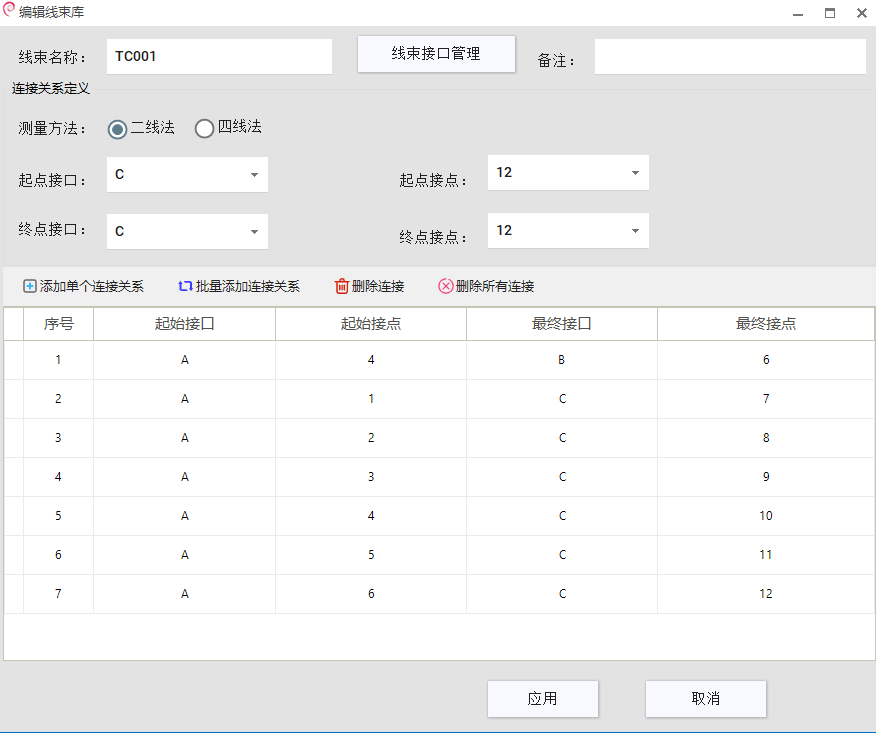 编辑线束库
线束名称： TC001 线束接口管理 备注：
连接关系定义
测量方法： 二线法 四线法
起点接口： C 起点接点： 12
终点接口： C 终点接点： 12
添加单个连接关系 批量添加连接关系 删除连接 删除所有连接
序号 起始接口 起始接点 最终接口 最终接点
1 A 4 B 6
2 A 1 C 7
3 A 2 C 8
4 A 3 C 9
5 A 4 C 10
6 A 5 C 11
7 A 6 C 12
应用 取消